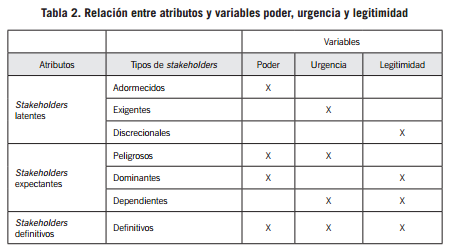 Tabla 2. Relación entre atributos y variables poder, urgencia y legitimidad
Variables
Atributos Tipos de stakeholders Poder Urgencia Legitimidad
Stakeholders latentes
Adormecidos X
Exigentes X
Discrecionales X
Stakeholders expectantes
Peligrosos X X
Dominantes X X
Dependientes X X
Stakeholders definitivos
Definitivos X X X